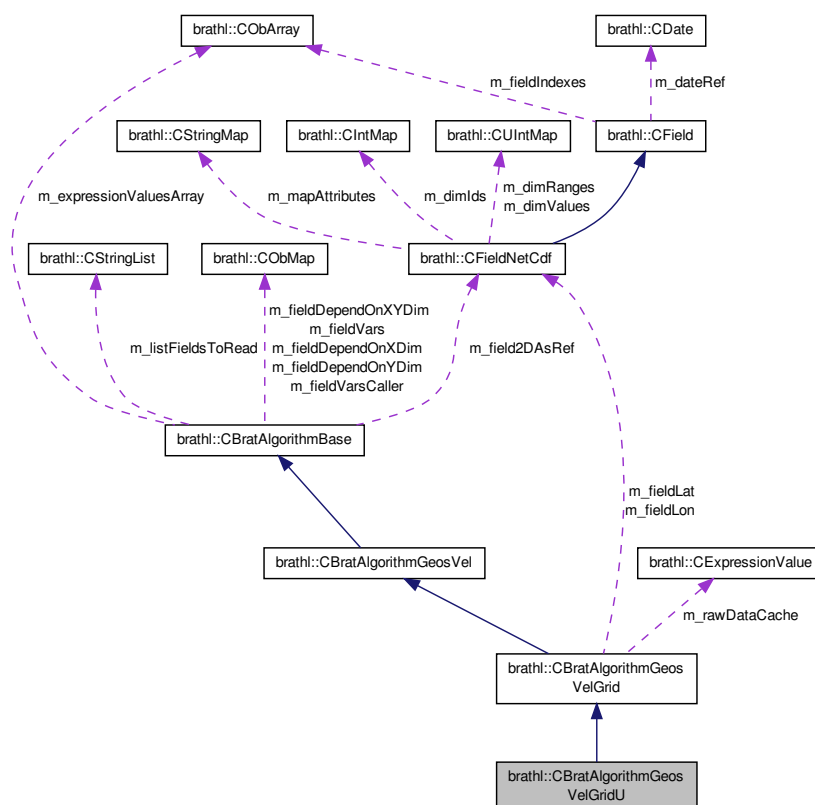 brathl::CObArray
brathl::CDate
m_fieldIndexes
m_dateRef
brathl::CStringMap
brathl::CIntMap
brathl::CUIntMap
brathl::CField
m_expressionValuesArray
m_mapAttributes
m_dimIds
m_dimRanges
m_dimValues
brathl::CStringList
brathl::CObMap
brathl::CFieldNetCdf
m_listFieldsToRead
m_fieldDependOnXYDim
m_fieldVars
m_fieldDependOnXDim
m_fieldDependOnYDim
m_fieldVarsCaller
m_field2DAsRef
brathl::CBratAlgorithmBase
m_fieldLat
m_fieldLon
brathl::CBratAlgorithmGeosVel
brathl::CExpressionValue
m_rawDataCache
brathl::CBratAlgorithmGeos
VelGrid
brathl::CBratAlgorithmGeos
VelGridU